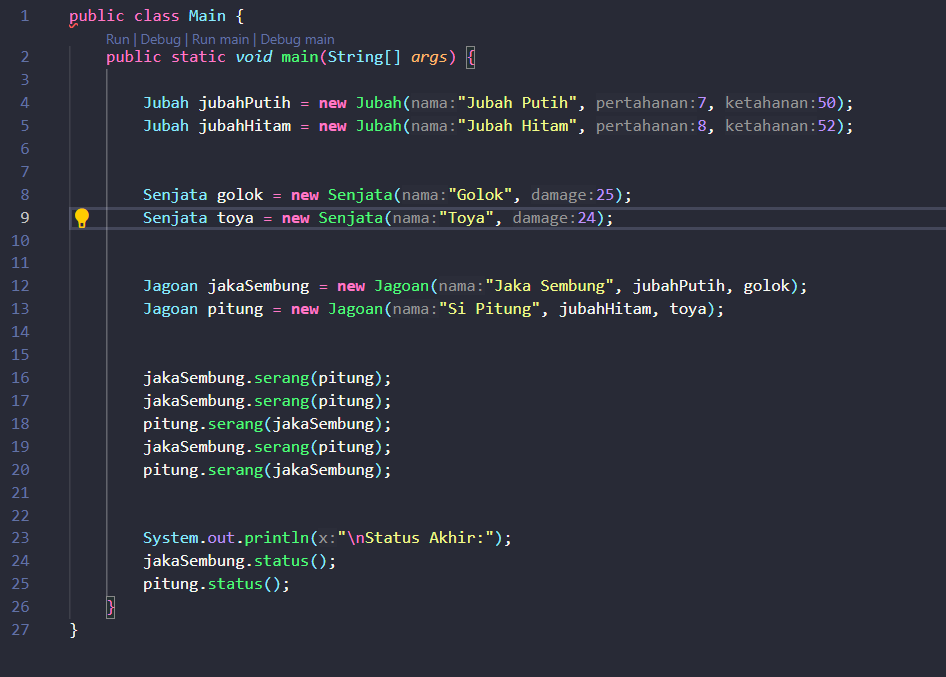 1 public class Main {
Run | Debug | Run main | Debug main
2 public static void main(String[] args) {
3
4 Jubah jubahPutih = new Jubah(nama:"Jubah Putih", pertahanan:7, ketahanan:50);
5 Jubah jubahHitam = new Jubah(nama:"Jubah Hitam", pertahanan:8, ketahanan:52);
6
7
8 Senjata golok = new Senjata(nama:"Golok", damage:25);
9 Senjata toya = new Senjata(nama:"Toya", damage:24);
10
11
12 Jagoan jakaSembung = new Jagoan(nama:"Jaka Sembung", jubahPutih, golok);
13 Jagoan pitung = new Jagoan(nama:"Si Pitung", jubahHitam, toya);
14
15
16 jakaSembung.serang(pitung);
17 jakaSembung.serang(pitung);
18 pitung.serang(jakaSembung);
19 jakaSembung.serang(pitung);
20 pitung.serang(jakaSembung);
21
22
23 System.out.println(x:"\nStatus Akhir:");
24 jakaSembung.status();
25 pitung.status();
26 }
27 }